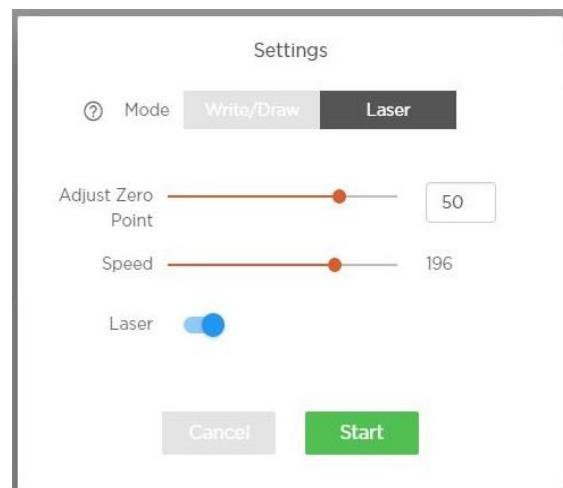 Settings
? Mode Write/Draw Laser
Adjust Zero
Point
50
Speed 196
Laser
Cancel Start